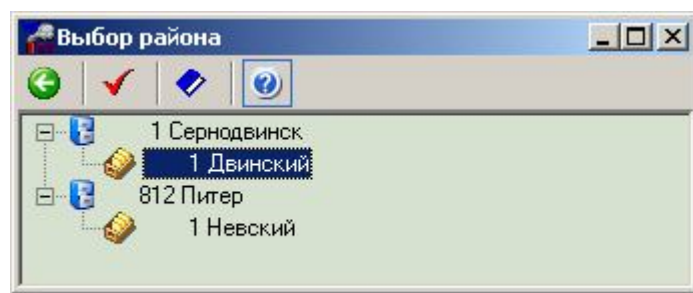 Выбор района
1 Сернодвинск
1 Двинский
812 Питер
1 Невский